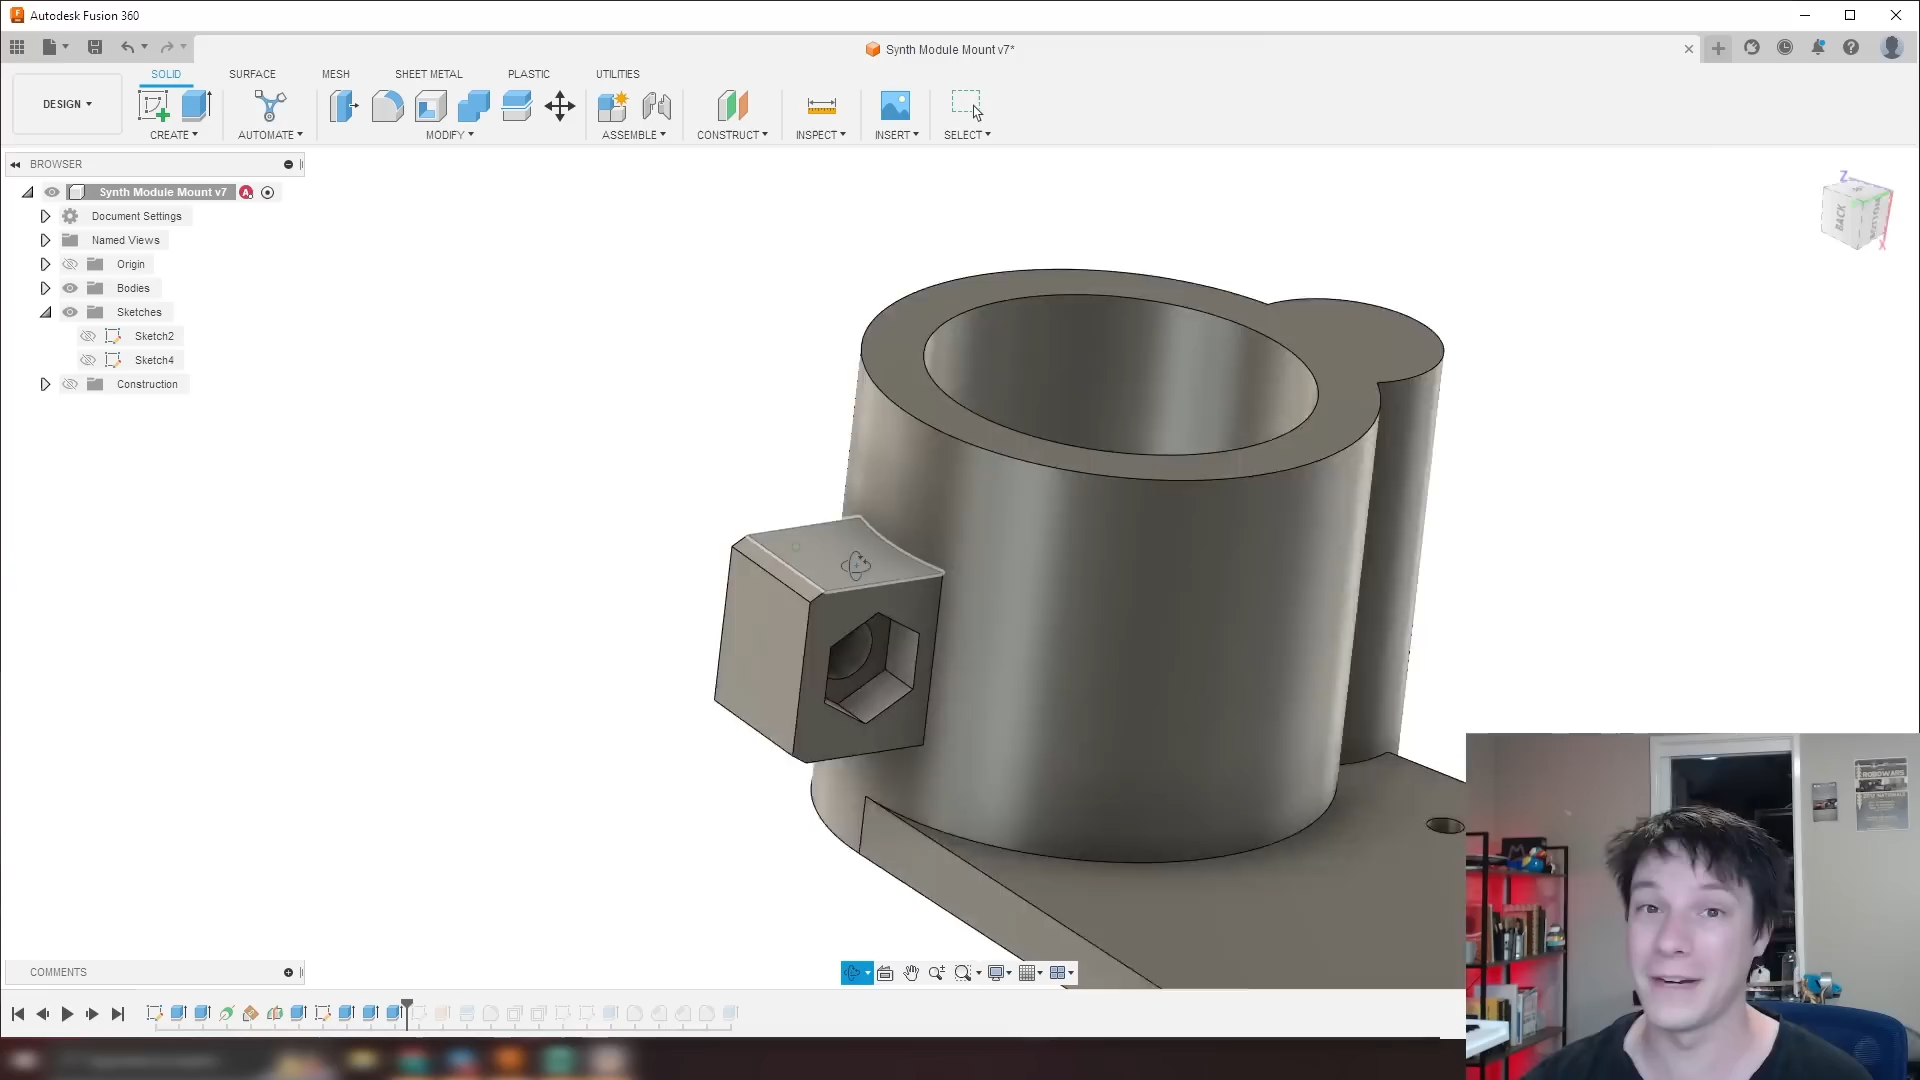 Autodesk Fusion 360
Synth Module Mount v7*
SOLID SURFACE MESH SHEET METAL PLASTIC UTILITIES
DESIGN
CREATE AUTOMATE MODIFY ASSEMBLE CONSTRUCT INSPECT INSERT SELECT
BROWSER
Synth Module Mount v7
Document Settings
Named Views
Origin
Bodies
Sketches
Sketch2
Sketch4
Construction
Z
BACK
BOTTOM
X
ROBOWARS
COMMENTS